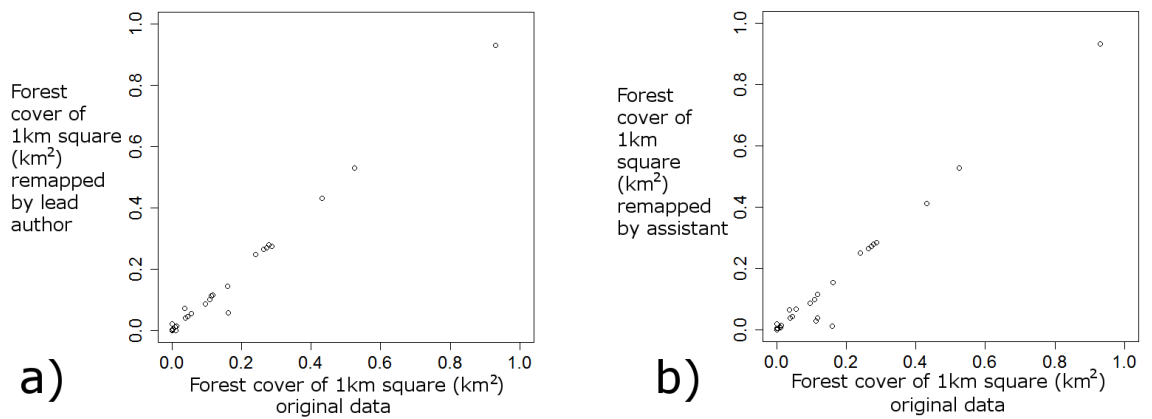 1.0
0.8
0.6
0.4
0.2
0.0
Forest
cover of
1km square
(km²)
remapped
by lead
author
0.0 0.2 0.4 0.6 0.8 1.0
Forest cover of 1km square (km²)
original data
a)
1.0
0.8
0.6
0.4
0.2
0.0
Forest
cover of
1km
square
(km²)
remapped
by assistant
0.0 0.2 0.4 0.6 0.8 1.0
Forest cover of 1km square (km²)
original data
b)